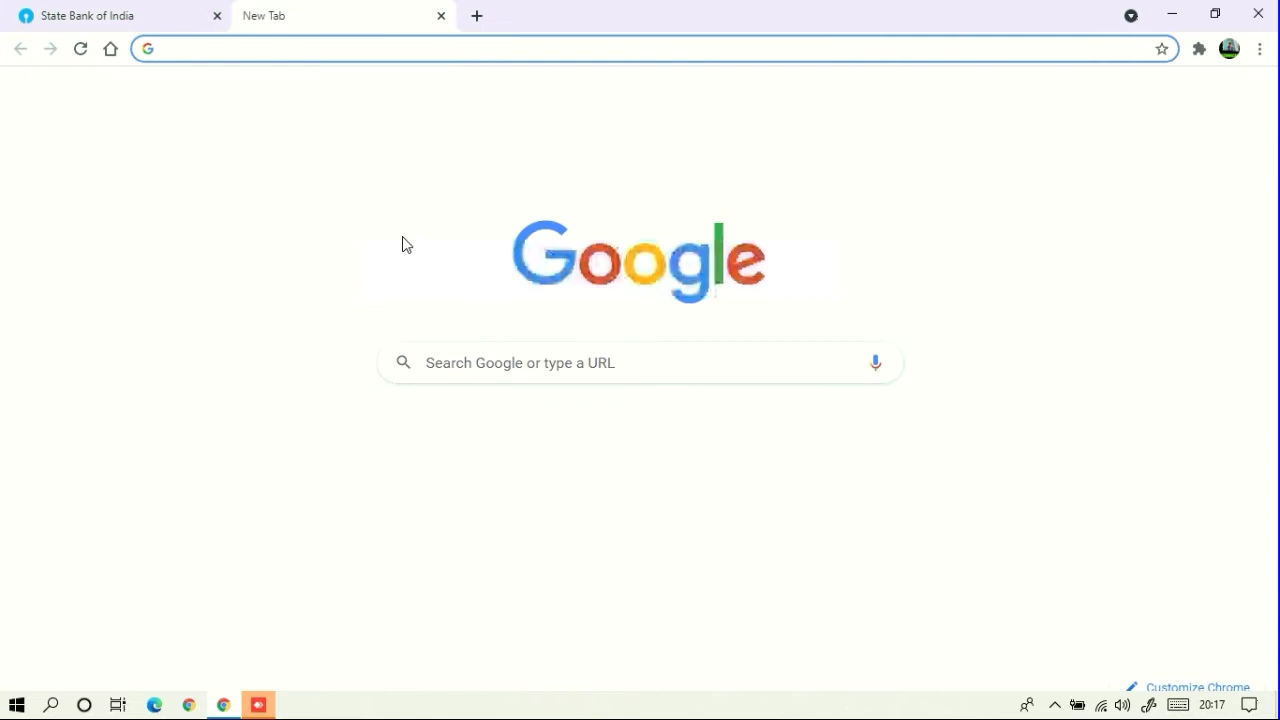 State Bank of India
New Tab
Google
Search Google or type a URL
Customize Chrome
20:17